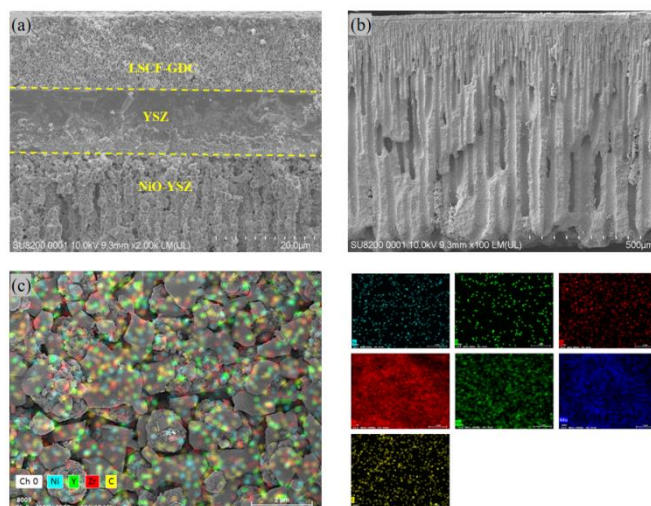 (a)
LSCF-GDC
YSZ
NiO-YSZ
SU8200 0001 10.0kV 9.3mm x2.00k LM(UL)
20.0µm
(b)
SU8200 0001 10.0kV 9.3mm x100 LM(UL)
500µm
(c)
Ch 0 Ni Y Zr C